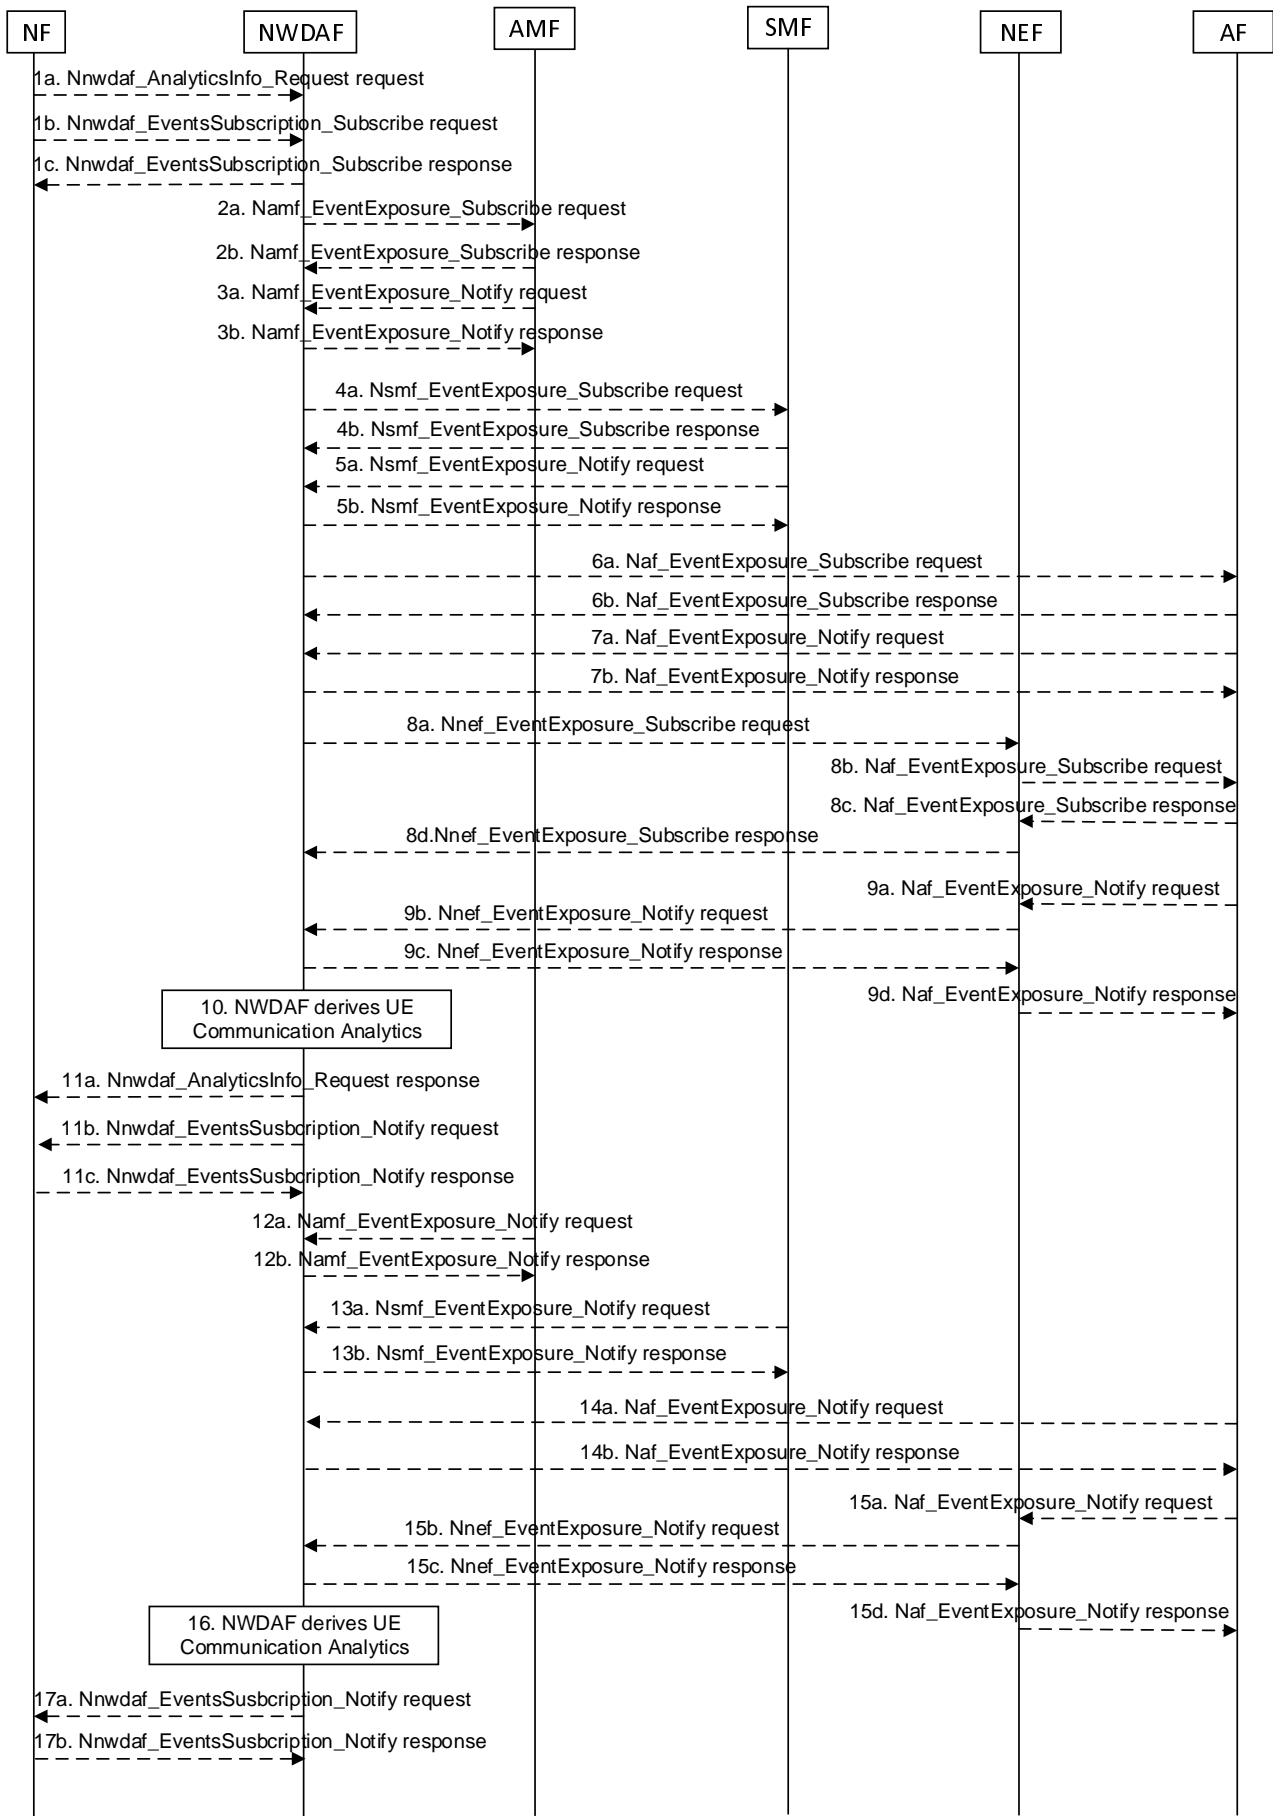 NF
NWDAF
AMF
SMF
NEF
AF
1a. Nnwdaf_AnalyticsInfo_Request request
1b. Nnwdaf_EventsSubscription_Subscribe request
1c. Nnwdaf_EventsSubscription_Subscribe response
2a. Namf_EventExposure_Subscribe request
2b. Namf_EventExposure_Subscribe response
3a. Namf_EventExposure_Notify request
3b. Namf_EventExposure_Notify response
4a. Nsmf_EventExposure_Subscribe request
4b. Nsmf_EventExposure_Subscribe response
5a. Nsmf_EventExposure_Notify request
5b. Nsmf_EventExposure_Notify response
6a. Naf_EventExposure_Subscribe request
6b. Naf_EventExposure_Subscribe response
7a. Naf_EventExposure_Notify request
7b. Naf_EventExposure_Notify response
8a. Nnef_EventExposure_Subscribe request
8b. Naf_EventExposure_Subscribe request
8c. Naf_EventExposure_Subscribe response
8d.Nnef_EventExposure_Subscribe response
9a. Naf_EventExposure_Notify request
9b. Nnef_EventExposure_Notify request
9c. Nnef_EventExposure_Notify response
9d. Naf_EventExposure_Notify response
10. NWDAF derives UE
Communication Analytics
11a. Nnwdaf_AnalyticsInfo_Request response
11b. Nnwdaf_EventsSusbcription_Notify request
11c. Nnwdaf_EventsSusbcription_Notify response
12a. Namf_EventExposure_Notify request
12b. Namf_EventExposure_Notify response
13a. Nsmf_EventExposure_Notify request
13b. Nsmf_EventExposure_Notify response
14a. Naf_EventExposure_Notify request
14b. Naf_EventExposure_Notify response
15a. Naf_EventExposure_Notify request
15b. Nnef_EventExposure_Notify request
15c. Nnef_EventExposure_Notify response
15d. Naf_EventExposure_Notify response
16. NWDAF derives UE
Communication Analytics
17a. Nnwdaf_EventsSusbcription_Notify request
17b. Nnwdaf_EventsSusbcription_Notify response